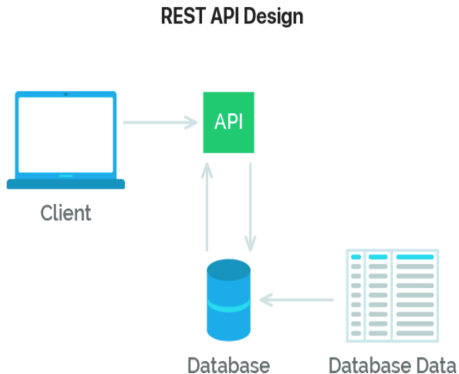 REST API Design
API
Client
Database
Database Data